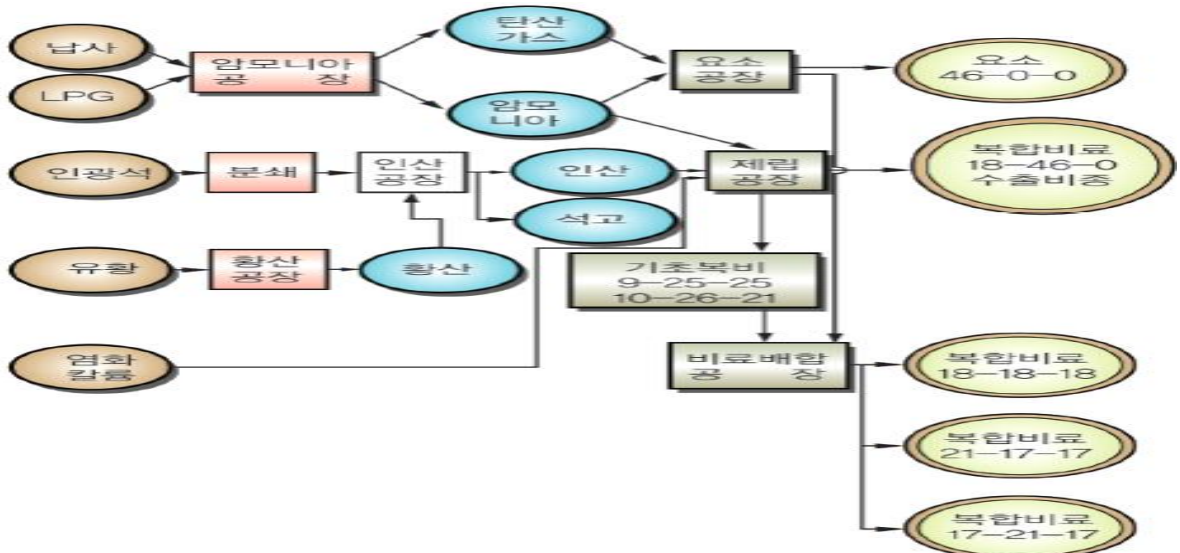 납사
LPG
암모니아
공 장
탄산
가스
암모
니아
요소
공장
요소
46-0-0
인광석
분쇄
인산
공장
인산
석고
제립
공장
복합비료
18-46-0
수출비종
유황
황산
공장
황산
기초복비
9-25-25
10-26-21
염화
칼륨
비료배합
공 장
복합비료
18-18-18
복합비료
21-17-17
복합비료
17-21-17